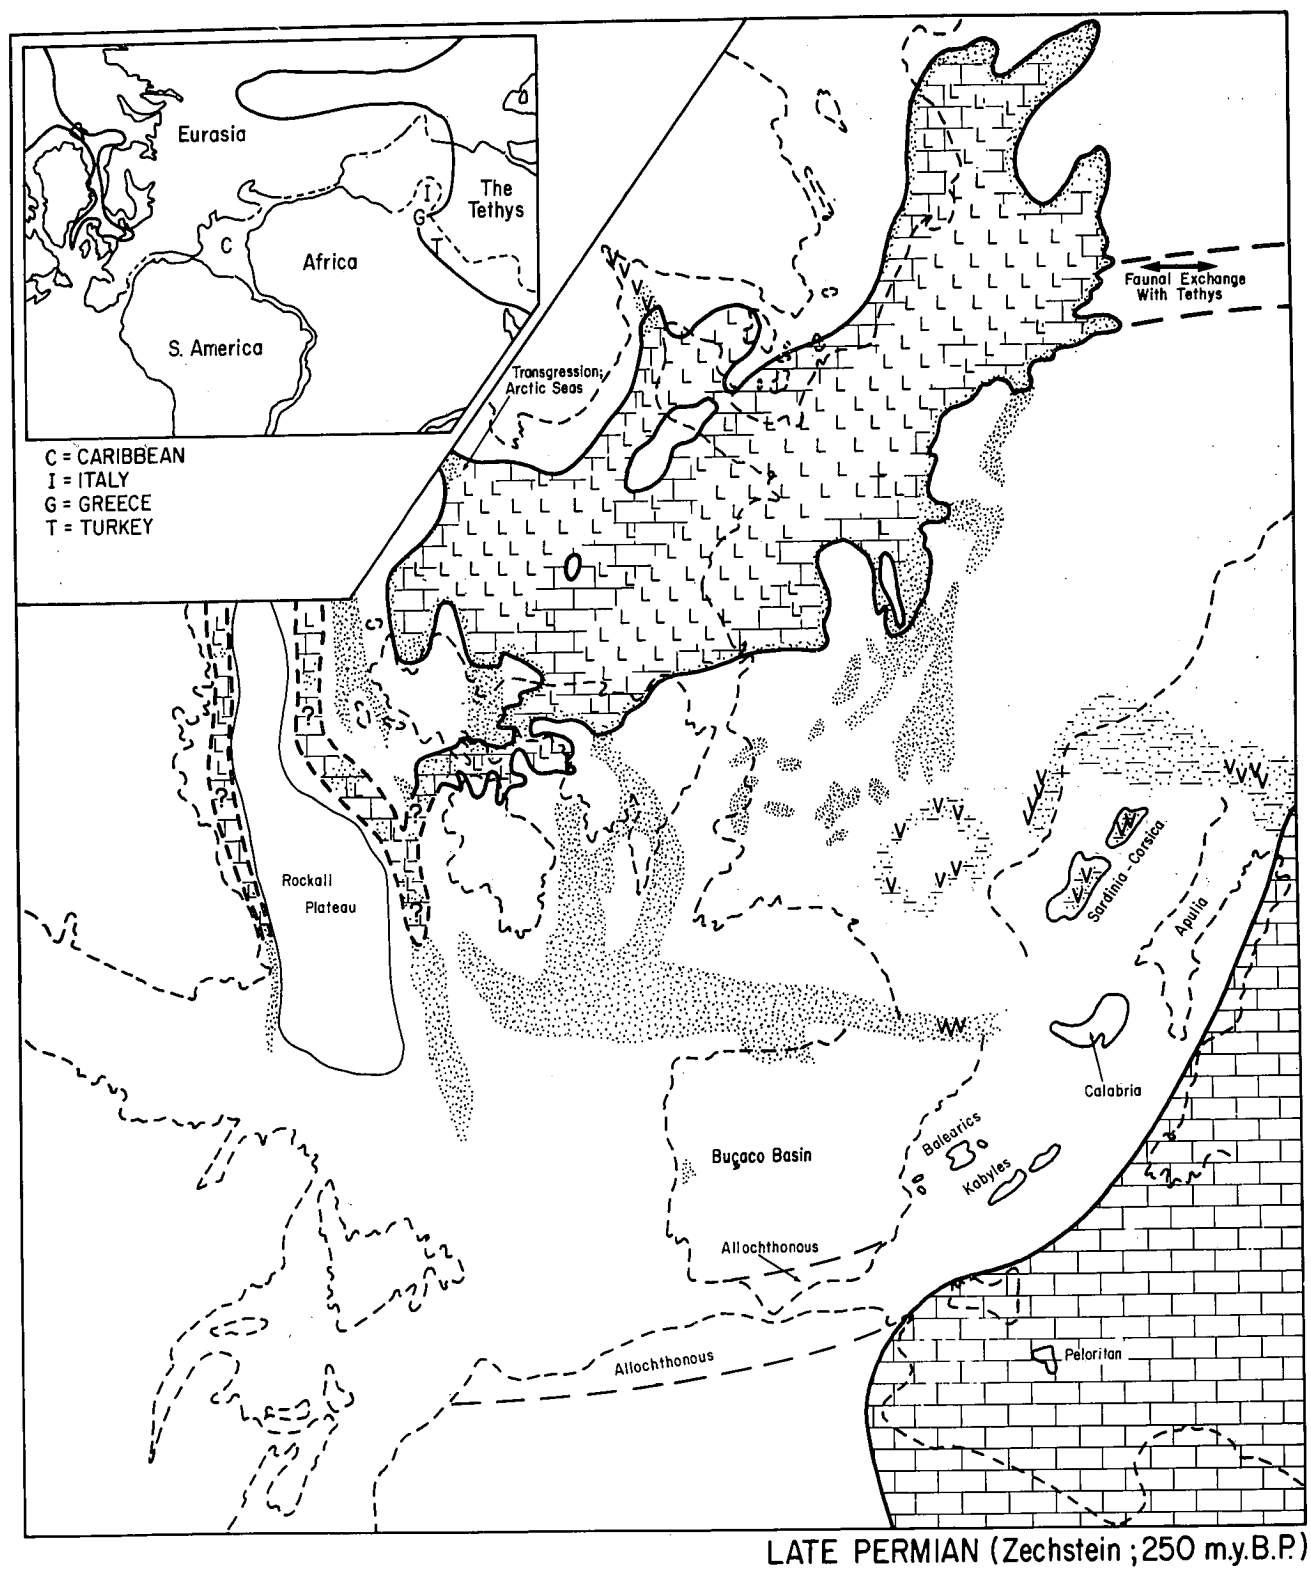 Eurasia
The
Tethys
I
G
T
C
Africa
S. America
C = CARIBBEAN
I = ITALY
G = GREECE
T = TURKEY
Transgression;
Arctic Seas
Faunal Exchange
With Tethys
?
?
?
?
Rockall
Plateau
Sardinia-Corsica
Apulia
Calabria
Buçaco Basin
Balearics
Kabyles
Allochthonous
Allochthonous
Peloritan
LATE PERMIAN (Zechstein ; 250 m.y.B.P.)